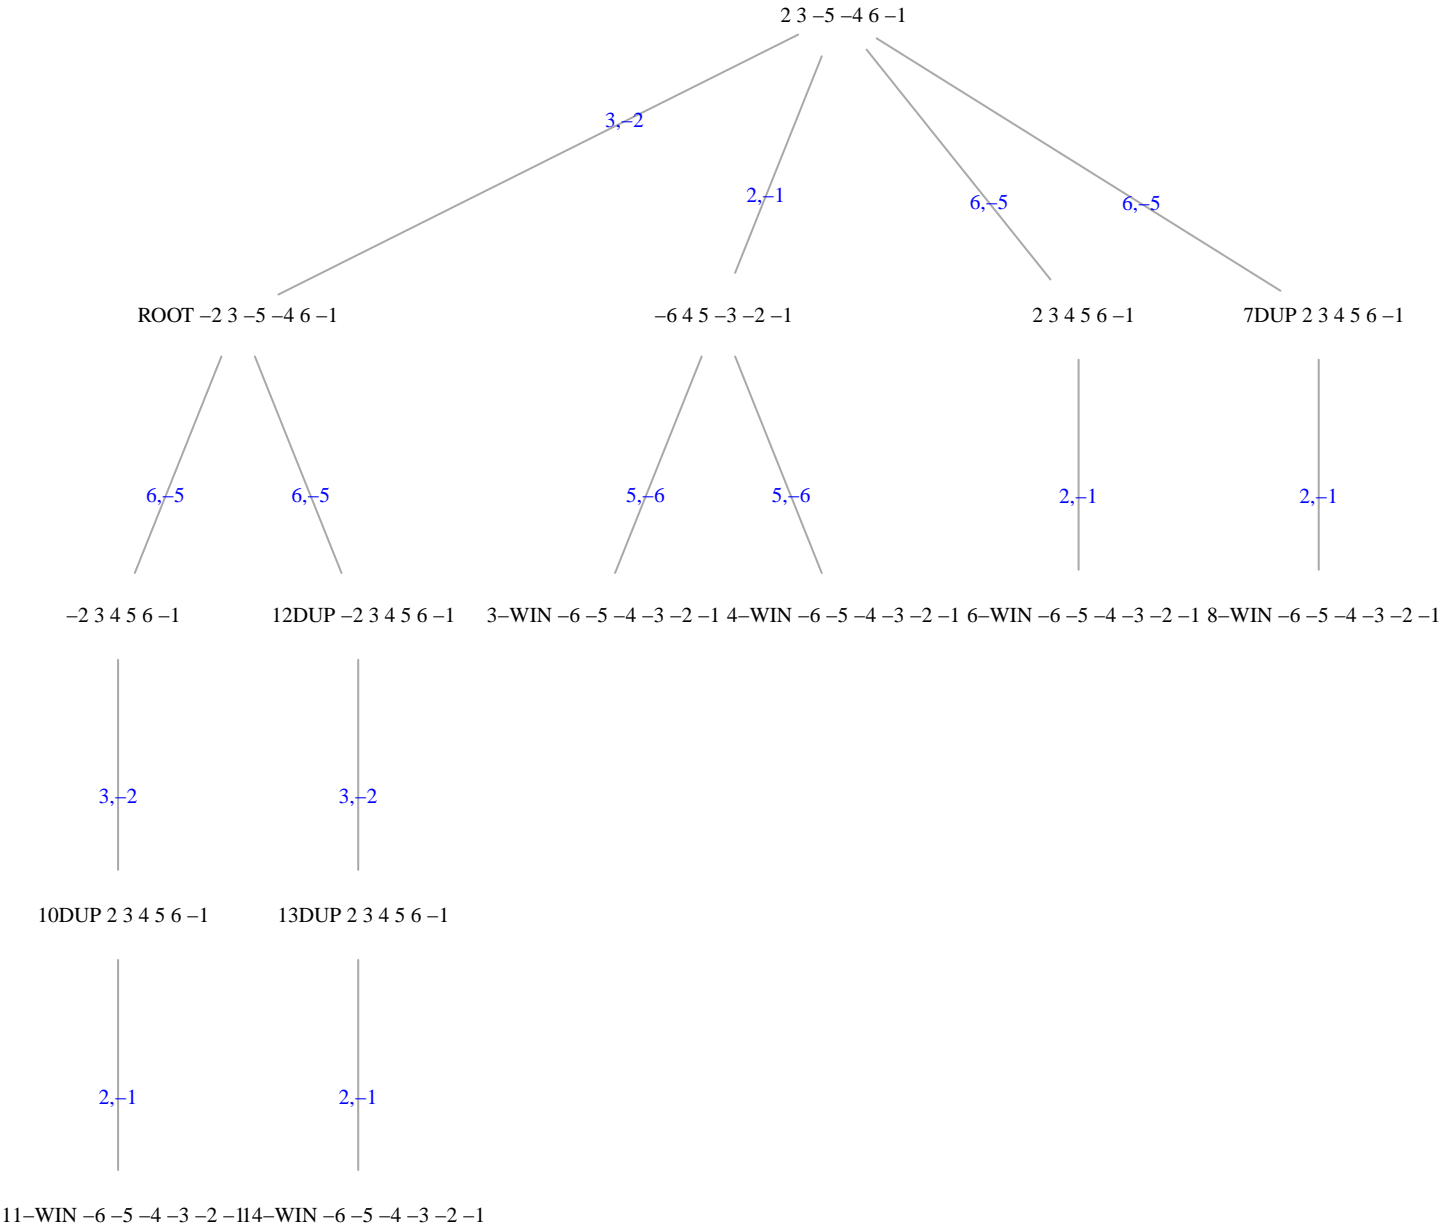 2 3 –5 –4 6 –1
3,–2
2,–1
6,–5
6,–5
ROOT –2 3 –5 –4 6 –1
–6 4 5 –3 –2 –1
2 3 4 5 6 –1
7DUP 2 3 4 5 6 –1
6,–5
6,–5
5,–6
5,–6
2,–1
2,–1
–2 3 4 5 6 –1
12DUP –2 3 4 5 6 –1
3–WIN –6 –5 –4 –3 –2 –1
4–WIN –6 –5 –4 –3 –2 –1
6–WIN –6 –5 –4 –3 –2 –1
8–WIN –6 –5 –4 –3 –2 –1
3,–2
3,–2
10DUP 2 3 4 5 6 –1
13DUP 2 3 4 5 6 –1
2,–1
2,–1
11–WIN –6 –5 –4 –3 –2 –1
14–WIN –6 –5 –4 –3 –2 –1